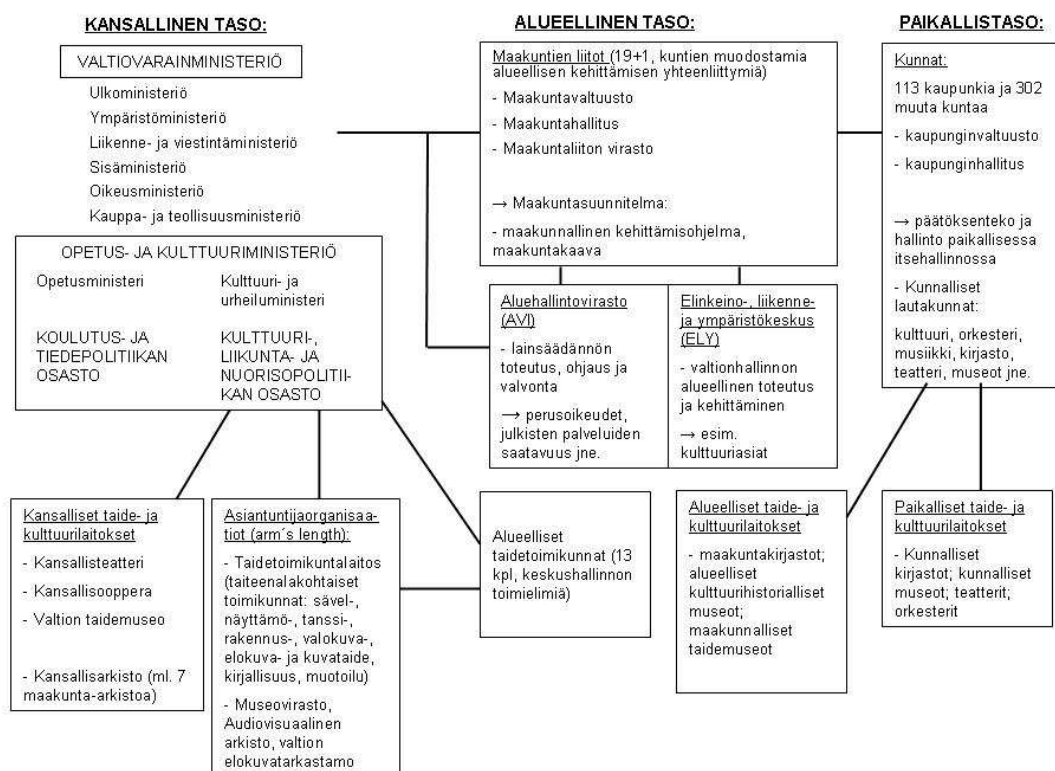 KANSALLINEN TASO:
VALTIOVARAINMINISTERIÖ
Ulkoministeriö
Ympäristöministeriö
Liikenne- ja viestintäministeriö
Sisäministeriö
Oikeusministeriö
Kauppa- ja teollisuusministeriö
OPETUS- JA KULTTUURIMINISTERIÖ
Opetusministeri
KOULUTUS- JA
TIEDEPOLITIIKAN
OSASTO
Kulttuuri- ja
urheiluministeri
KULTTUURI-,
LIIKUNTA- JA
NUORISOPOLITII-
KAN OSASTO
Kansalliset taide- ja
kulttuurilaitokset
- Kansallisteatteri
- Kansallisooppera
- Valtion taidemuseo
- Kansallisarkisto (ml. 7
maakunta-arkistoa)
Asiantuntijaorganisaa-
tiot (arm´s length):
- Taidetoimikuntalaitos
(taiteenalakohtaiset
toimikunnat: sävel-,
näyttämö-, tanssi-,
rakennus-, valokuva-,
elokuva- ja kuvataide,
kirjallisuus, muotoilu)
- Museovirasto,
Audiovisuaalinen
arkisto, valtion
elokuvatarkastamo
ALUEELLINEN TASO:
Maakuntien liitot (19+1, kuntien muodostamia
alueellisen kehittämisen yhteenliittymiä)
- Maakuntavaltuusto
- Maakuntahallitus
- Maakuntaliiton virasto
→ Maakuntasuunnitelma:
- maakunnallinen kehittämisohjelma,
maakuntakaava
Aluehallintovirasto
(AVI)
- lainsäädännön
toteutus, ohjaus ja
valvonta
→ perusoikeudet,
julkisten palveluiden
saatavuus jne.
Elinkeino-, liikenne-
ja ympäristökeskus
(ELY)
- valtionhallinnon
alueellinen toteutus
ja kehittäminen
→ esim.
kulttuuriasiat
Alueelliset
taidetoimikunnat (13
kpl, keskushallinnon
toimielimiä)
Alueelliset taide- ja
kulttuurilaitokset
- maakuntakirjastot;
alueelliset
kulttuurihistorialliset
museot;
maakunnalliset
taidemuseot
PAIKALLISTASO:
Kunnat:
113 kaupunkia ja 302
muuta kuntaa
- kaupunginvaltuusto
- kaupunginhallitus
→ päätöksenteko ja
hallinto paikallisessa
itsehallinnossa
- Kunnalliset
lautakunnat:
kulttuuri, orkesteri,
musiikki, kirjasto,
teatteri, museot jne.
Paikalliset taide- ja
kulttuurilaitokset
- Kunnalliset
kirjastot; kunnalliset
museot; teatterit;
orkesterit